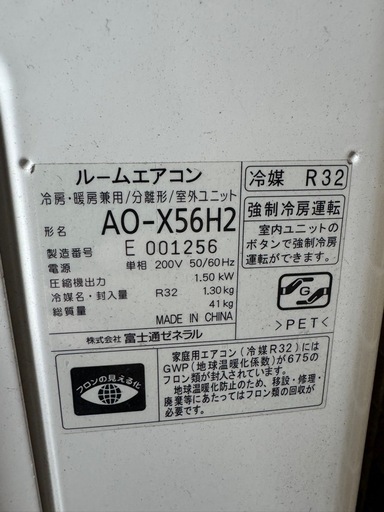 ルームエアコン
冷媒 R32
冷房・暖房兼用/分離形/室外ユニット
形名 AO-X56H2
製造番号 E 001256
電源 単相 200V 50/60Hz
圧縮機出力 1.50 kW
冷媒名・封入量 R32 1.30kg
総質量 41kg
MADE IN CHINA
株式会社 富士通ゼネラル
強制冷房運転
室内ユニットの
ボタンで強制冷房
運転ができます。
G
>PET<
フロンの見える化
家庭用エアコン(冷媒R32)には
GWP(地球温暖化係数)が675の
フロン類が封入されています。
地球温暖化防止のため、移設・修理・
廃棄等にあたってはフロン類の回収が
必要です。